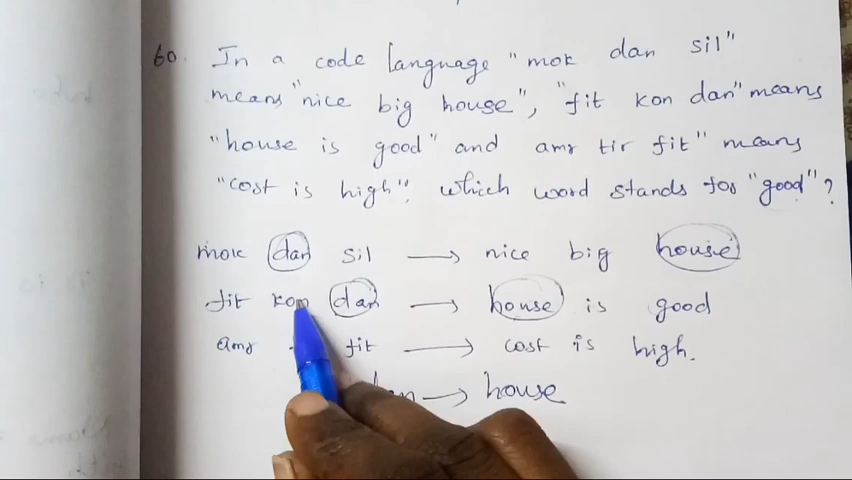 60. In a code language "mok dan sil"
means "nice big house", "fit kon dan" means
"house is good" and amr tir fit" means
"cost is high". which word stands for "good"?
mok dan sil → nice big house
fit kon dan → house is good
amr fit → cost is high.
→ house